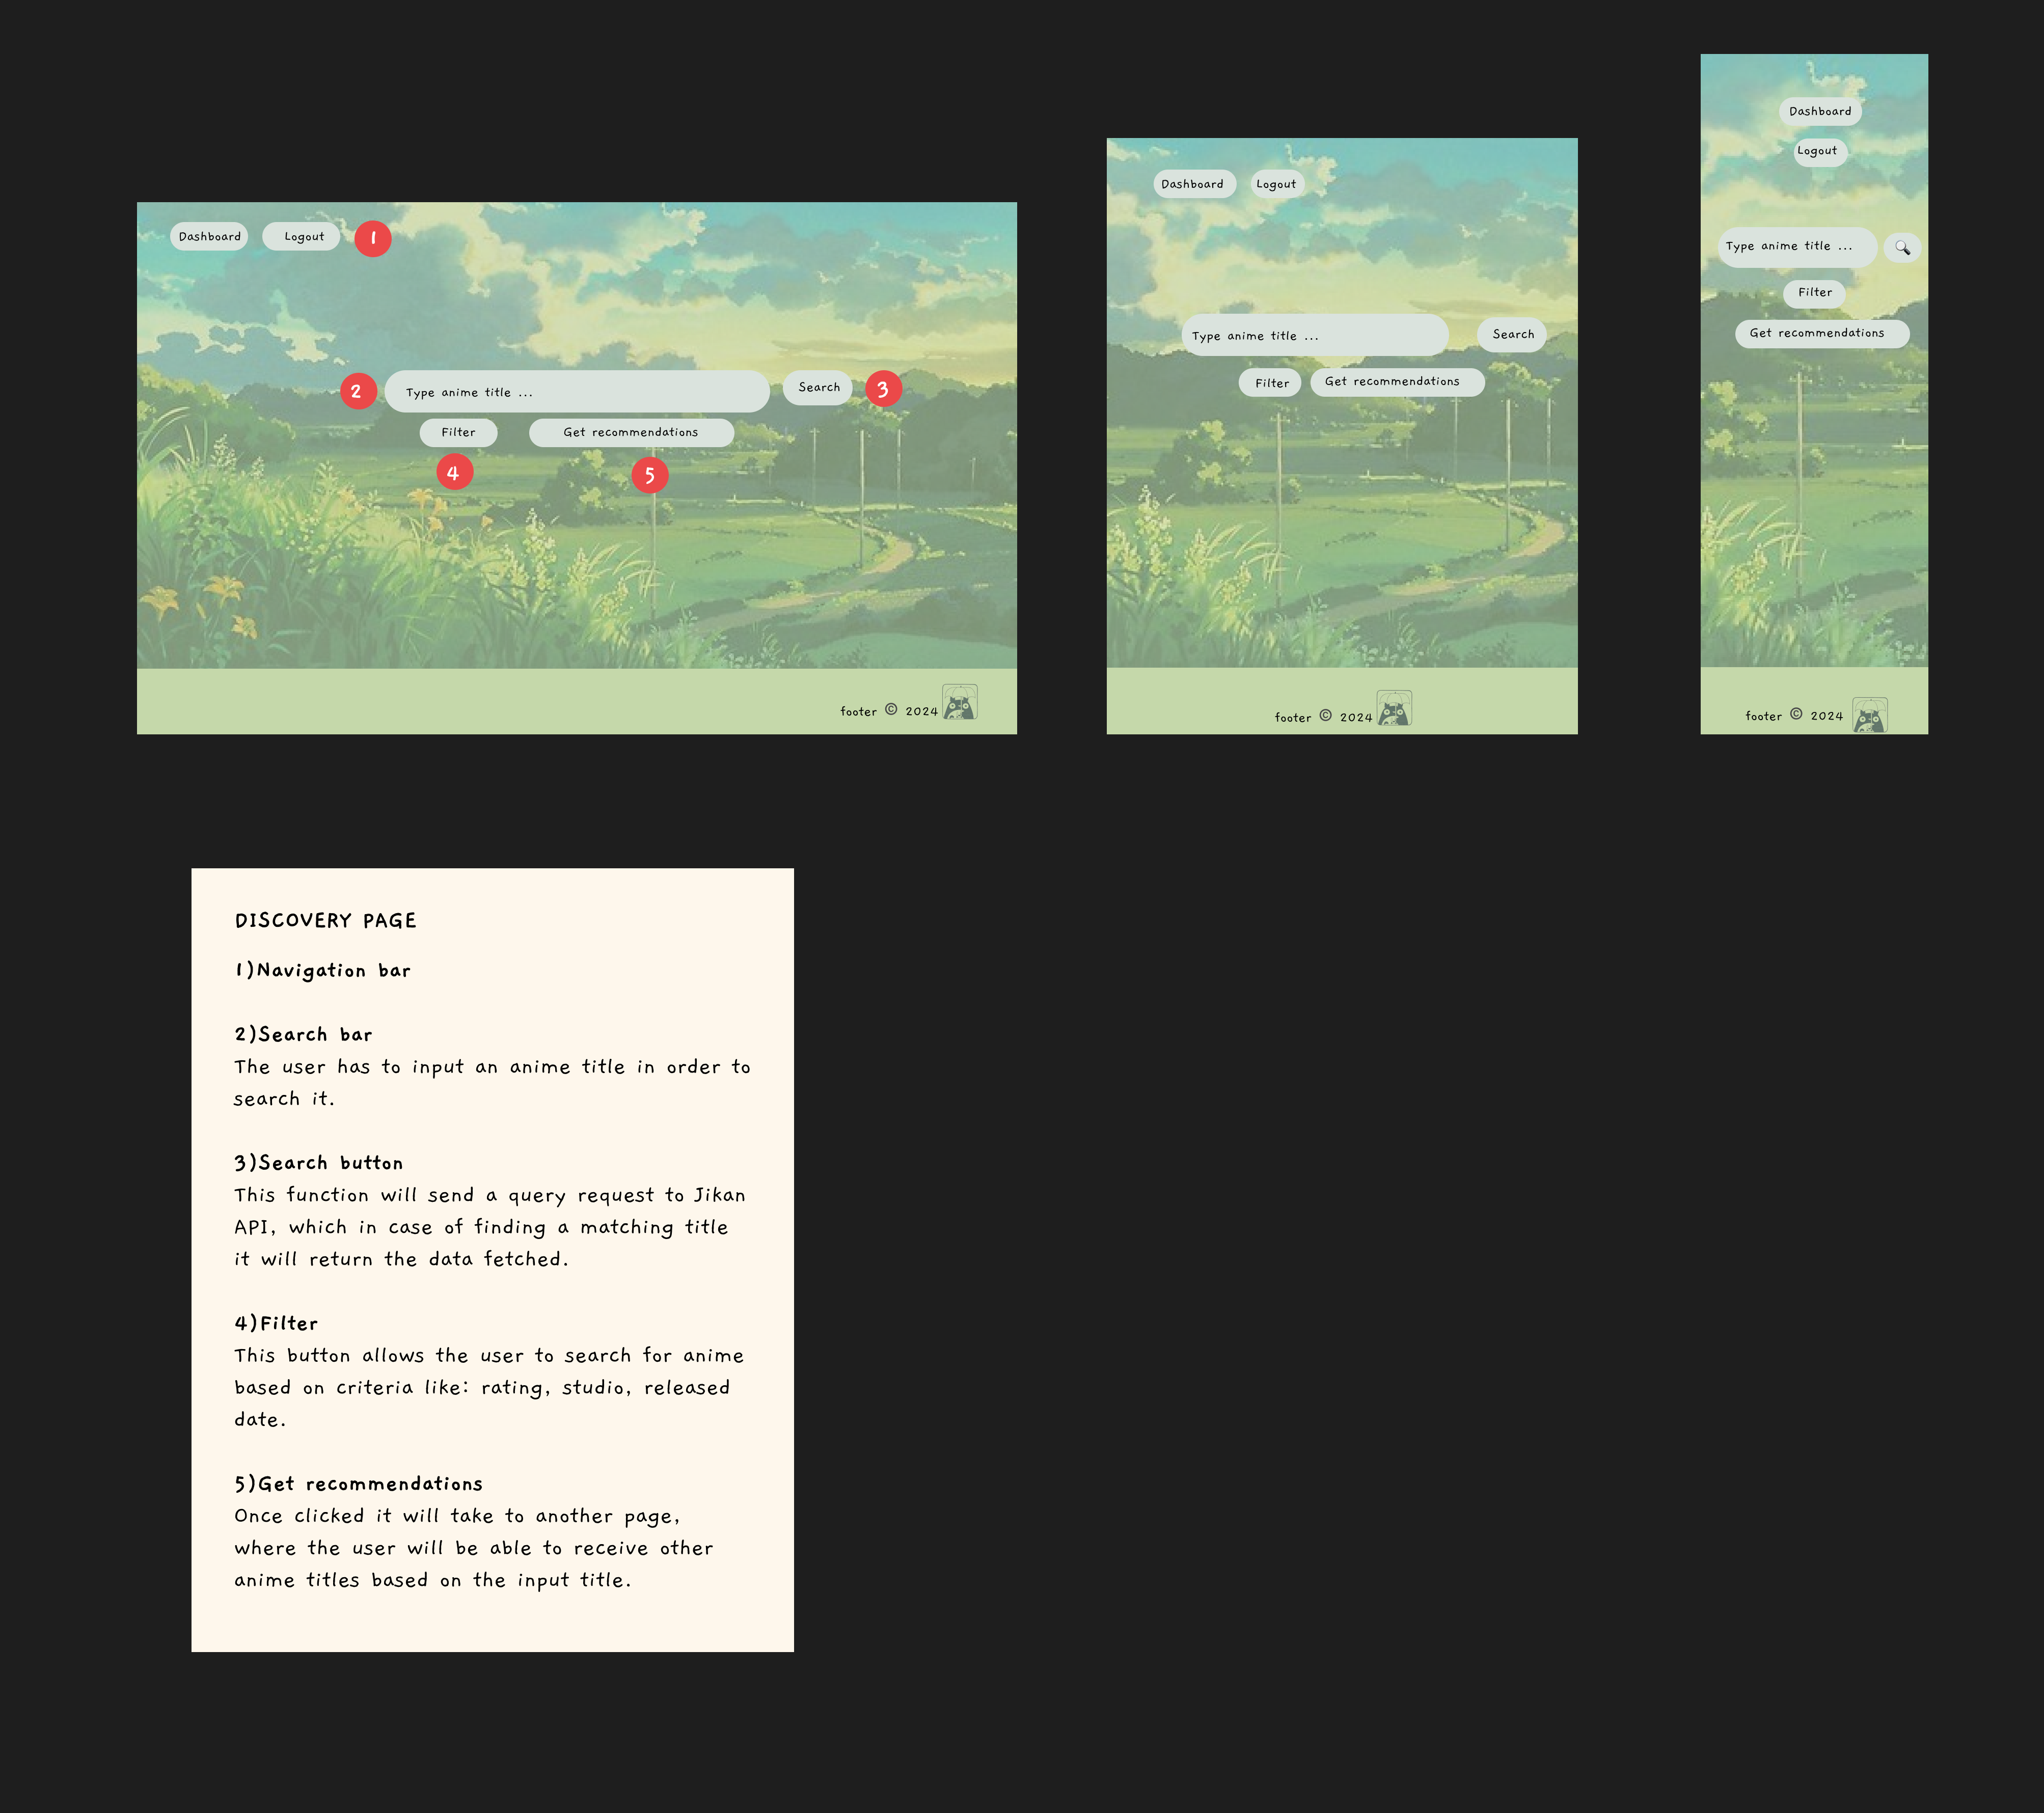 Dashboard
Logout
1
2
Type anime title ...
Search
3
Filter
Get recommendations
4
5
footer © 2024
Dashboard
Logout
Type anime title ...
Search
Filter
Get recommendations
footer © 2024
Dashboard
Logout
Type anime title ...
Filter
Get recommendations
footer © 2024
DISCOVERY PAGE
1)Navigation bar
2)Search bar
The user has to input an anime title in order to
search it.
3)Search button
This function will send a query request to Jikan
API, which in case of finding a matching title
it will return the data fetched.
4)Filter
This button allows the user to search for anime
based on criteria like: rating, studio, released
date.
5)Get recommendations
Once clicked it will take to another page,
where the user will be able to receive other
anime titles based on the input title.